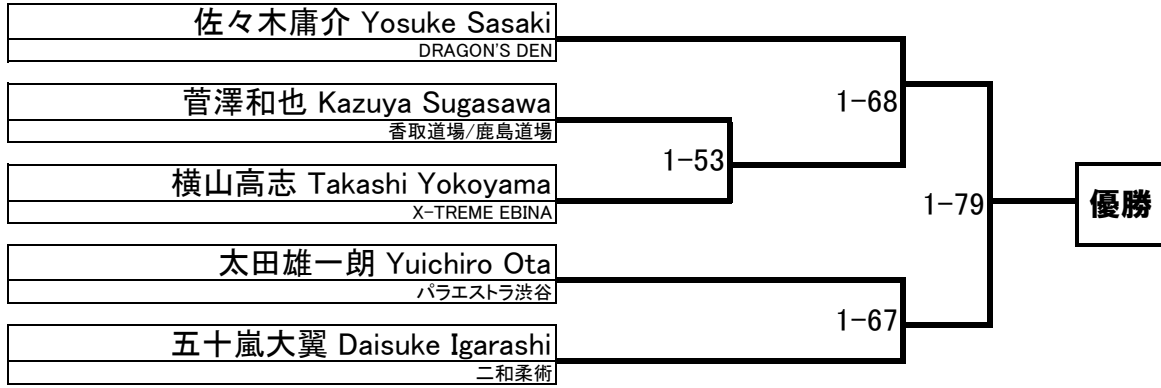 佐々木庸介 Yosuke Sasaki
DRAGON'S DEN
菅澤和也 Kazuya Sugasawa
香取道場/鹿島道場
横山高志 Takashi Yokoyama
X-TREME EBINA
太田雄一朗 Yuichiro Ota
パラエストラ渋谷
五十嵐大翼 Daisuke Igarashi
二和柔術
1-53
1-68
1-67
1-79
優勝